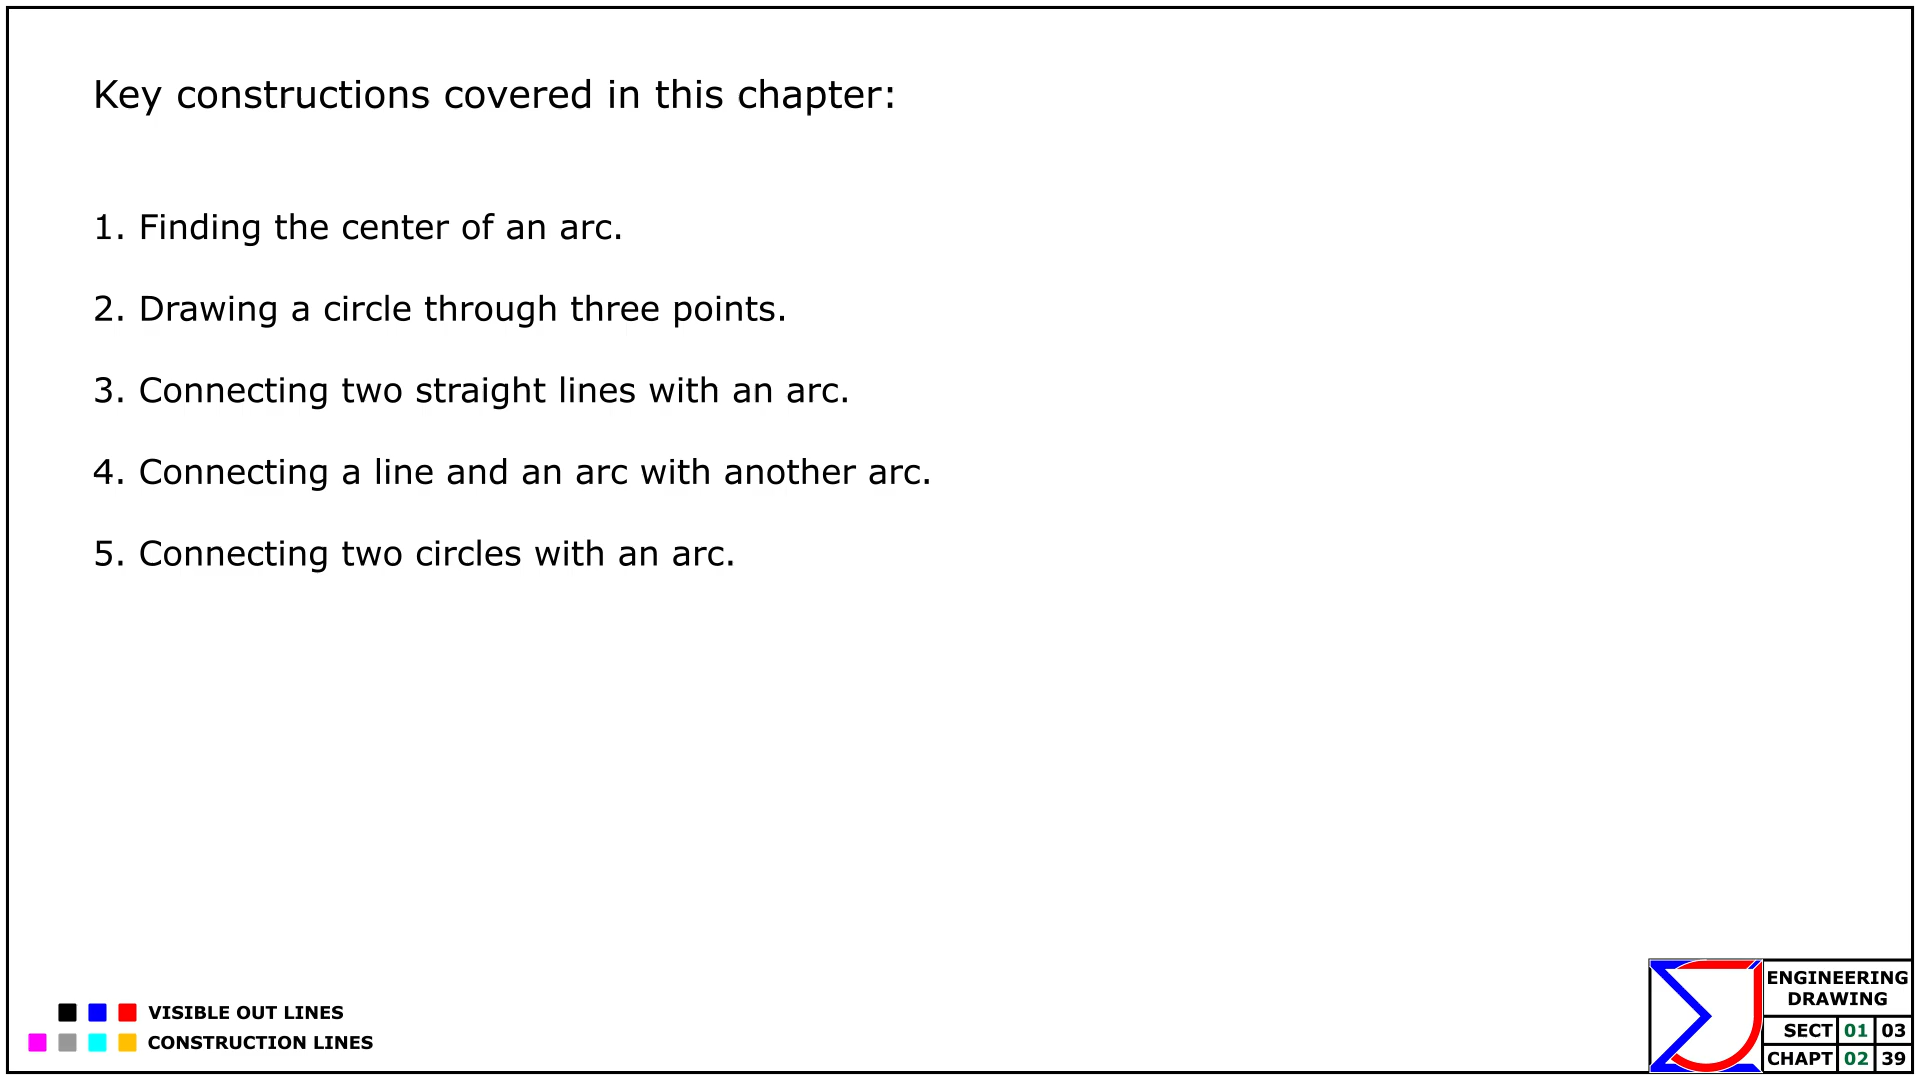 Key constructions covered in this chapter:
1. Finding the center of an arc.
2. Drawing a circle through three points.
3. Connecting two straight lines with an arc.
4. Connecting a line and an arc with another arc.
5. Connecting two circles with an arc.
VISIBLE OUT LINES
CONSTRUCTION LINES
ENGINEERING
DRAWING
SECT 01 03
CHAPT 02 39